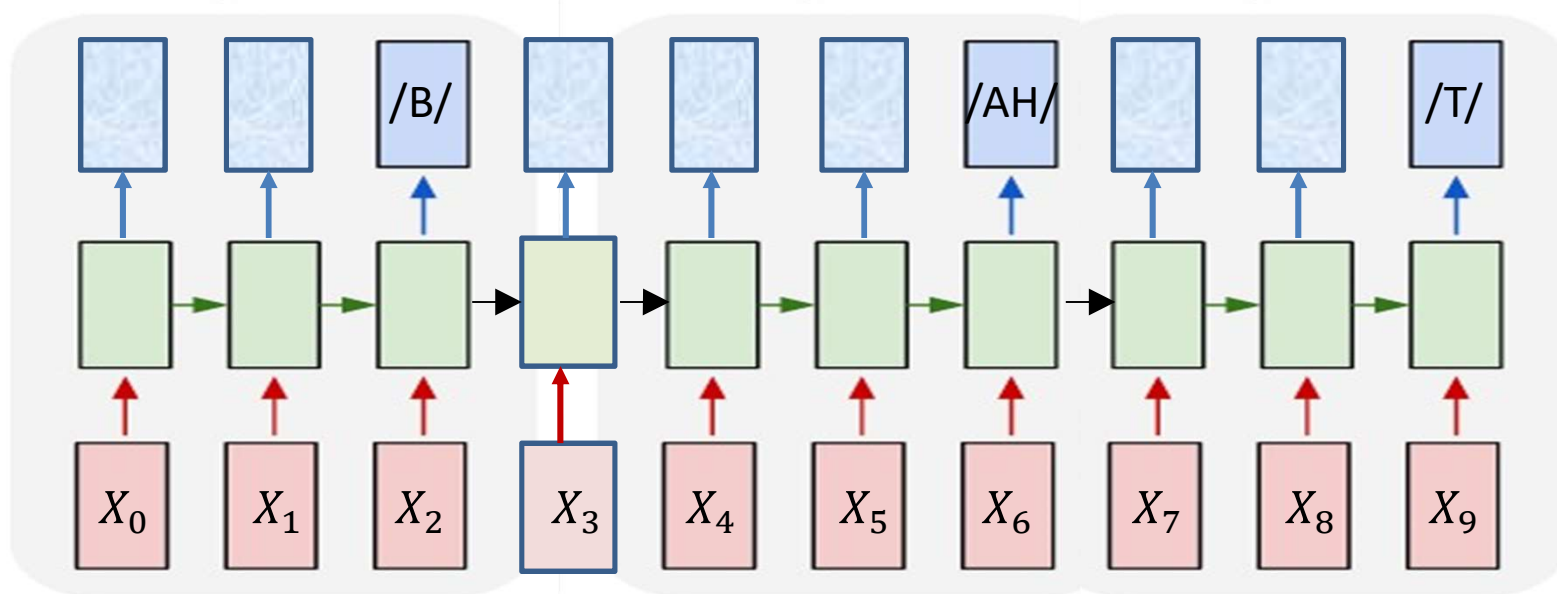 /B/ /AH/ /T/
X₀ X₁ X₂ X₃ X₄ X₅ X₆ X₇ X₈ X₉